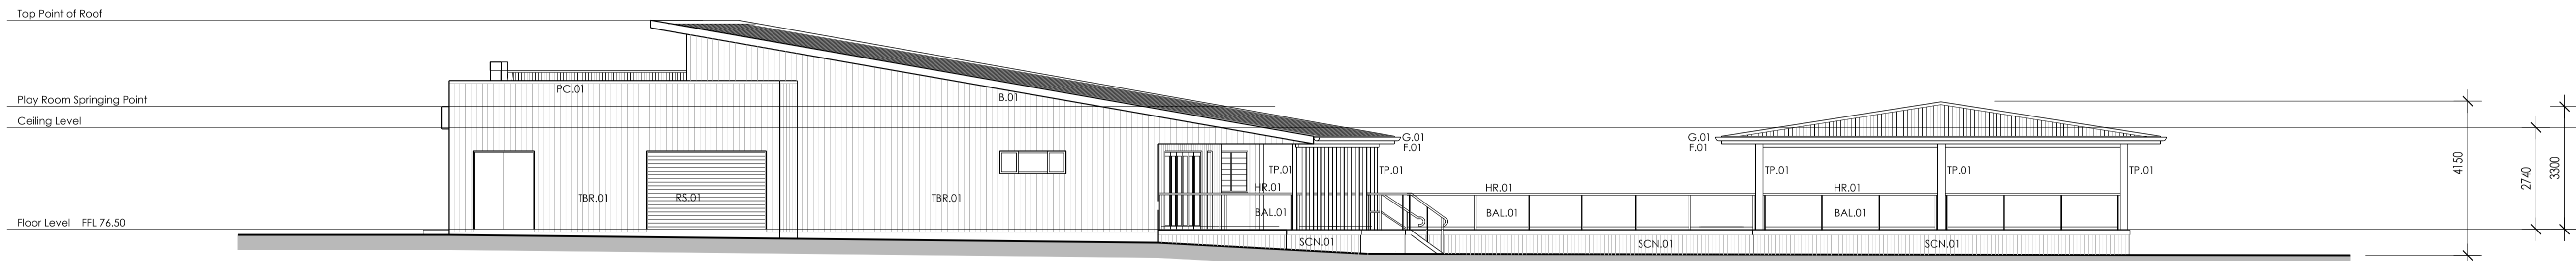 Top Point of Roof
PC.01
Play Room Springing Point
B.01
Ceiling Level
G.01
F.01
G.01
F.01
TP.01
TP.01
TP.01
TP.01
TP.01
4150
2740
3300
HR.01
HR.01
HR.01
TBR.01
RS.01
TBR.01
BAL.01
BAL.01
BAL.01
Floor Level FFL 76.50
SCN.01
SCN.01
SCN.01